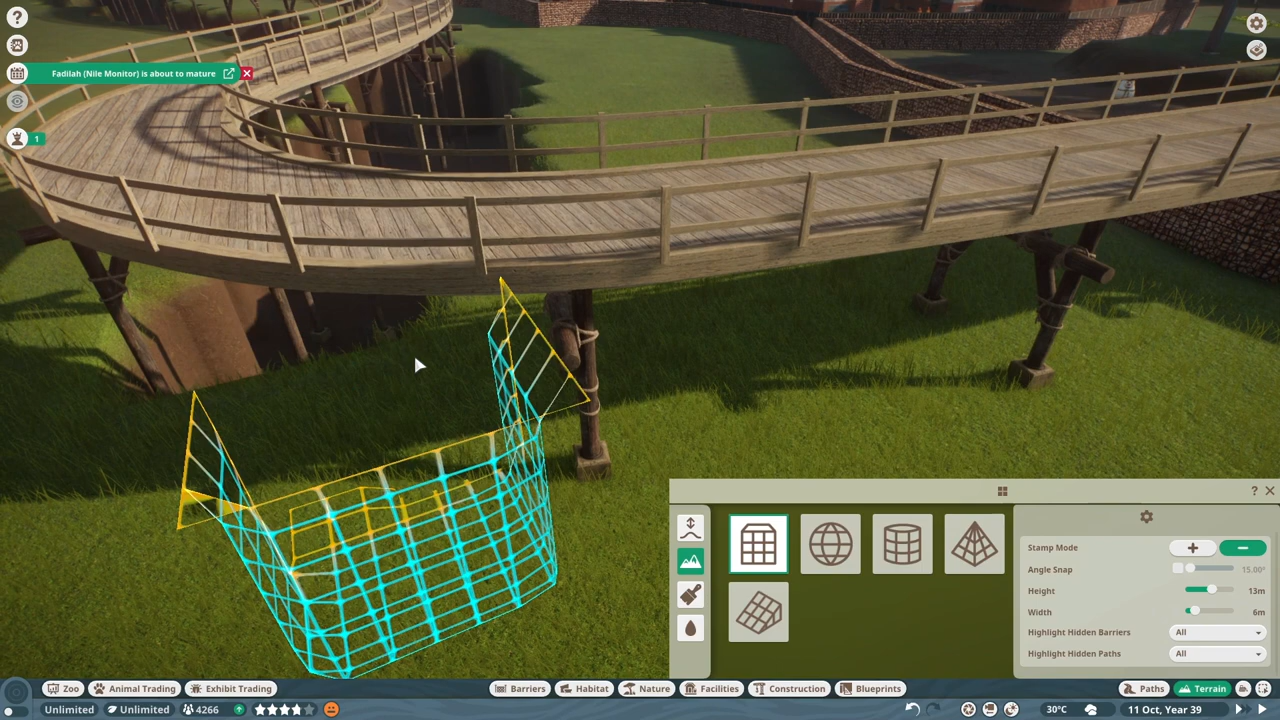 ?
Fadilah (Nile Monitor) is about to mature
1
?
Stamp Mode
Angle Snap 15.00°
Height 13m
Width 6m
Highlight Hidden Barriers All
Highlight Hidden Paths All
Zoo Animal Trading Exhibit Trading Barriers Habitat Nature Facilities Construction Blueprints Paths Terrain
Unlimited Unlimited 4266 30°C 11 Oct, Year 39